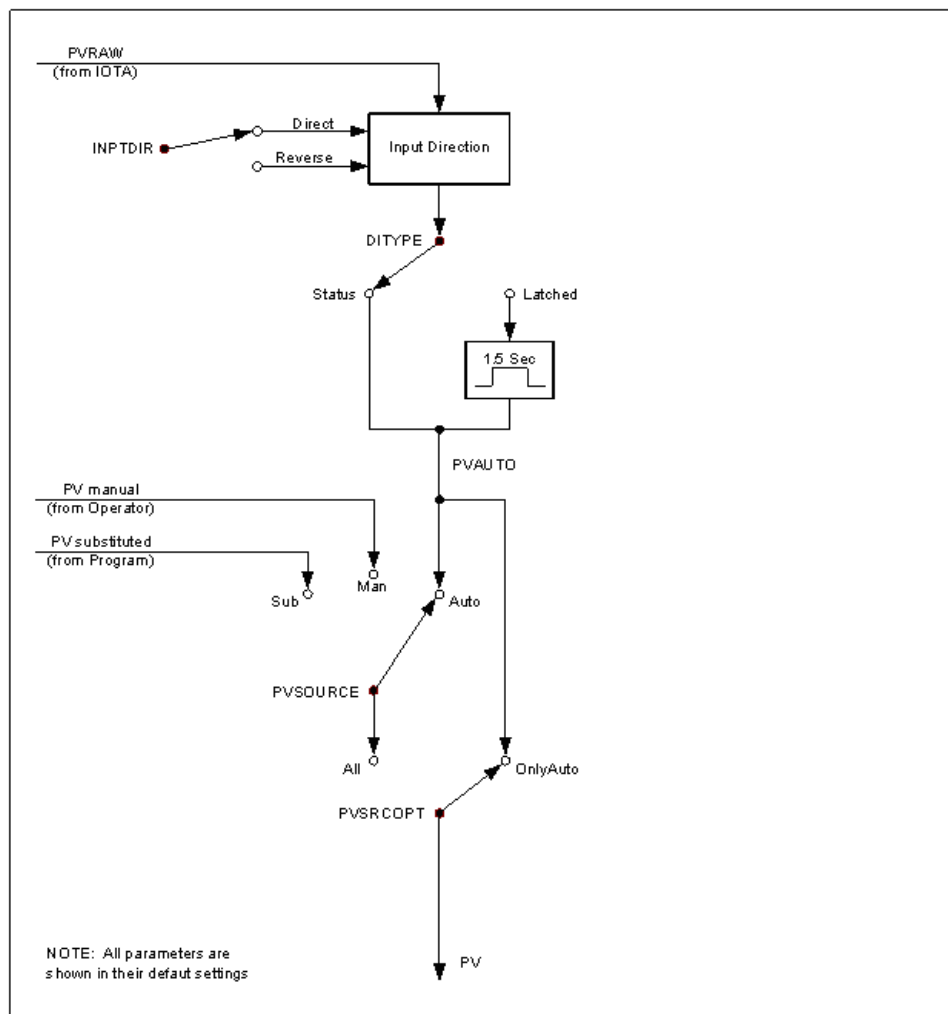 PVRAW
(from IOTA)
Direct
INPTDIR
Input Direction
Reverse
DITYPE
Status
Latched
1.5 Sec
PVAUTO
PV manual
(from Operator)
PV substituted
(from Program)
Man
Sub
Auto
PVSOURCE
All
OnlyAuto
PVSRCOPT
NOTE: All parameters are
shown in their defaut settings
PV